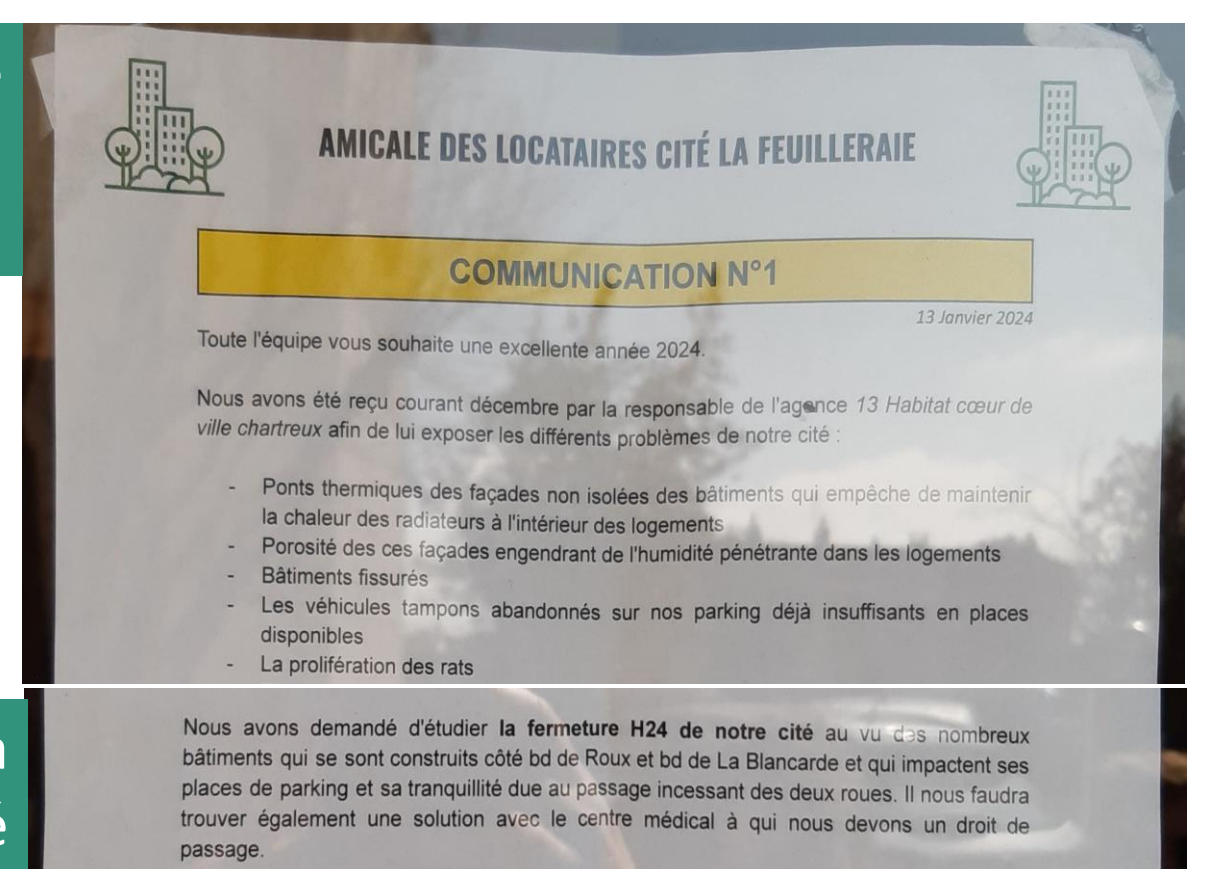 AMICALE DES LOCATAIRES CITÉ LA FEUILLERAIE
COMMUNICATION N°1
13 Janvier 2024
Toute l'équipe vous souhaite une excellente année 2024.
Nous avons été reçu courant décembre par la responsable de l'agence 13 Habitat cœur de
ville chartreux afin de lui exposer les différents problèmes de notre cité :
- Ponts thermiques des façades non isolées des bâtiments qui empêche de maintenir
la chaleur des radiateurs à l'intérieur des logements
- Porosité des ces façades engendrant de l'humidité pénétrante dans les logements
- Bâtiments fissurés
- Les véhicules tampons abandonnés sur nos parking déjà insuffisants en places
disponibles
- La prolifération des rats
Nous avons demandé d'étudier la fermeture H24 de notre cité au vu des nombreux
bâtiments qui se sont construits côté bd de Roux et bd de La Blancarde et qui impactent ses
places de parking et sa tranquillité due au passage incessant des deux roues. Il nous faudra
trouver également une solution avec le centre médical à qui nous devons un droit de
passage.